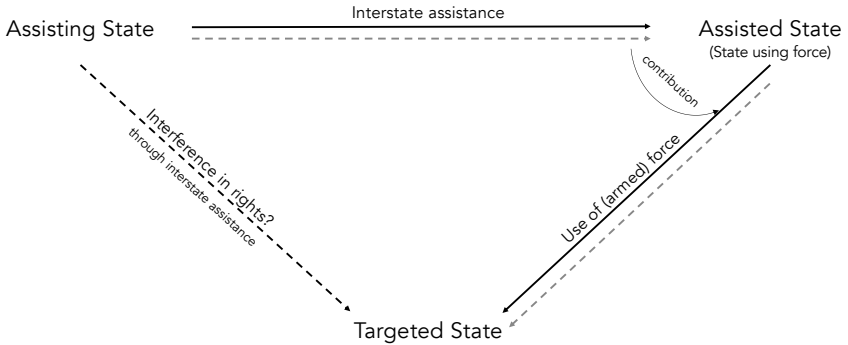 Interstate assistance
Assisting State
Assisted State
(State using force)
contribution
Interference in rights?
through interstate assistance
Use of (armed) force
Targeted State